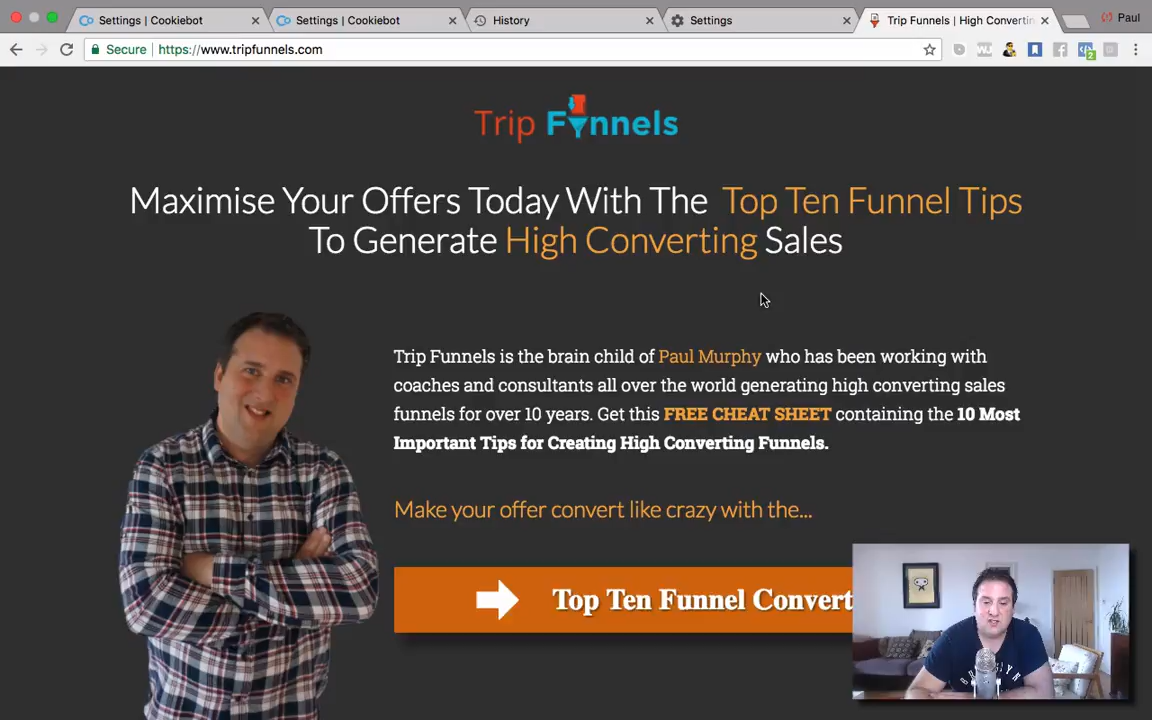 Settings | Cookiebot
Settings | Cookiebot
History
Settings
Trip Funnels | High Convertin
Paul
Secure
https://www.tripfunnels.com
2
Trip Funnels
Maximise Your Offers Today With The Top Ten Funnel Tips
To Generate High Converting Sales
Trip Funnels is the brain child of Paul Murphy who has been working with
coaches and consultants all over the world generating high converting sales
funnels for over 10 years. Get this FREE CHEAT SHEET containing the 10 Most
Important Tips for Creating High Converting Funnels.
Make your offer convert like crazy with the...
Top Ten Funnel Convert